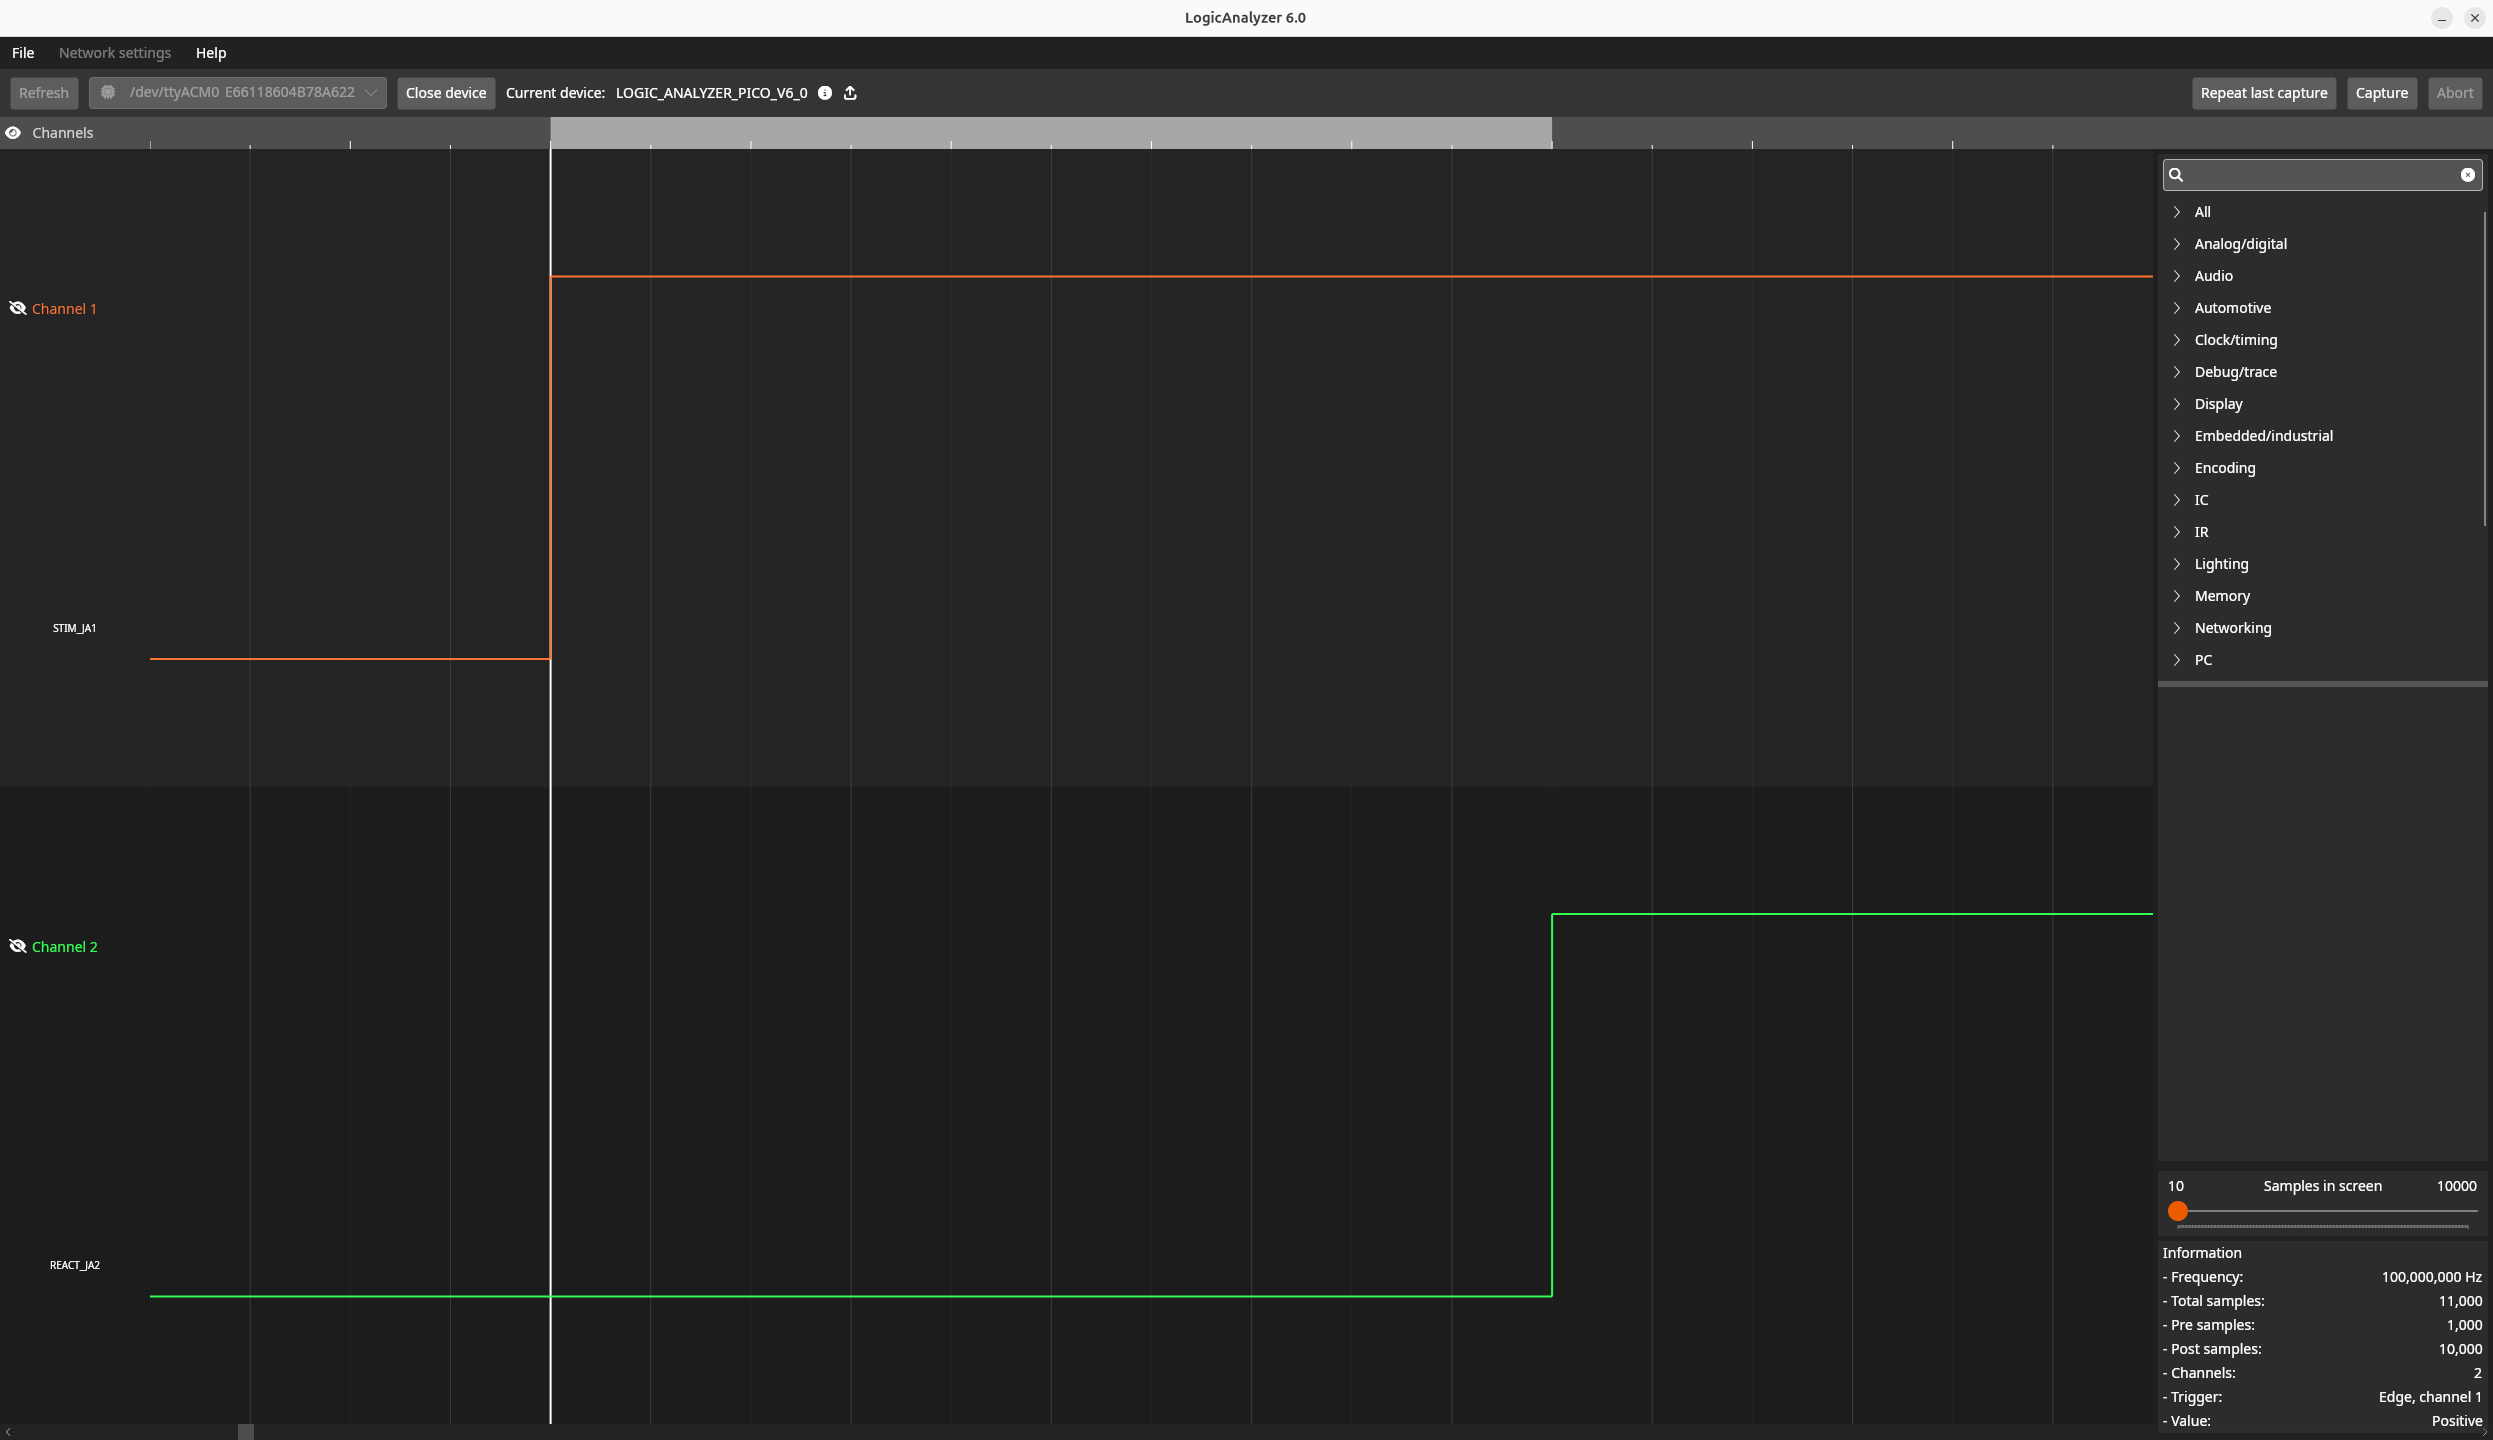 LogicAnalyzer 6.0
File Network settings Help
Refresh /dev/ttyACM0 E66118604B78A622 Close device Current device: LOGIC_ANALYZER_PICO_V6_0 Repeat last capture Capture Abort
Channels
All
Analog/digital
Audio
Channel 1
Automotive
Clock/timing
Debug/trace
Display
Embedded/industrial
Encoding
IC
IR
Lighting
Memory
STIM_JA1
Networking
PC
Channel 2
REACT_JA2
10 Samples in screen 10000
Information
- Frequency: 100,000,000 Hz
- Total samples: 11,000
- Pre samples: 1,000
- Post samples: 10,000
- Channels: 2
- Trigger: Edge, channel 1
- Value: Positive